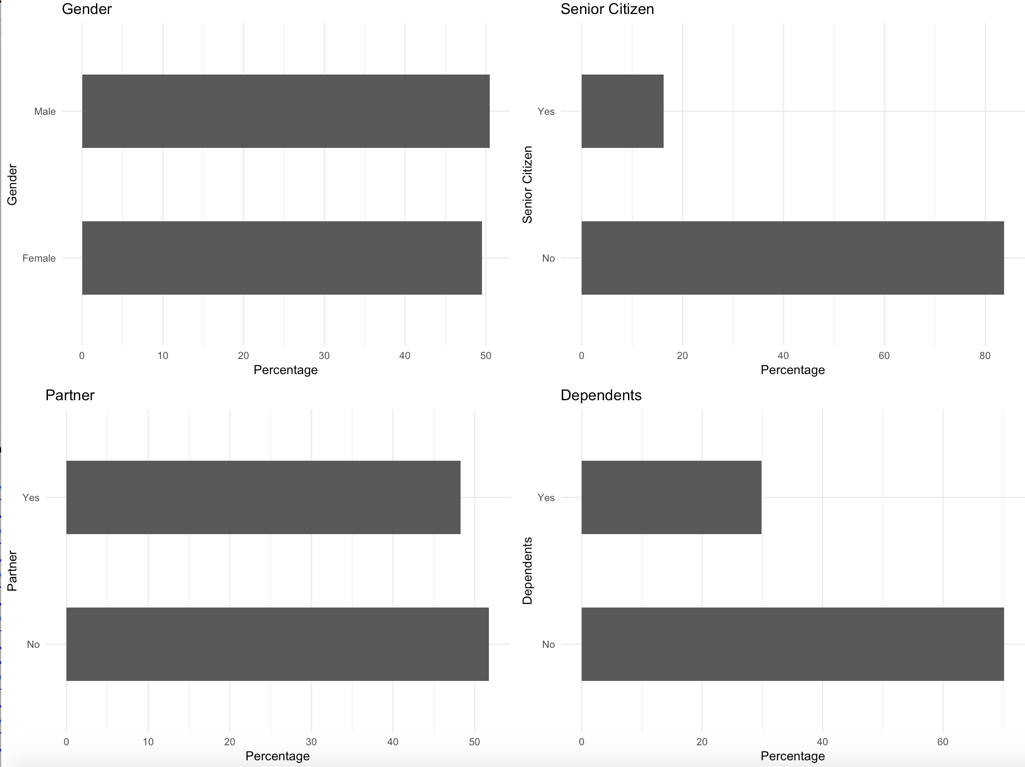 Gender
Gender
Male
Female
0 10 20 30 40 50
Percentage
Senior Citizen
Senior Citizen
Yes
No
0 20 40 60 80
Percentage
Partner
Partner
Yes
No
0 10 20 30 40 50
Percentage
Dependents
Dependents
Yes
No
0 20 40 60
Percentage